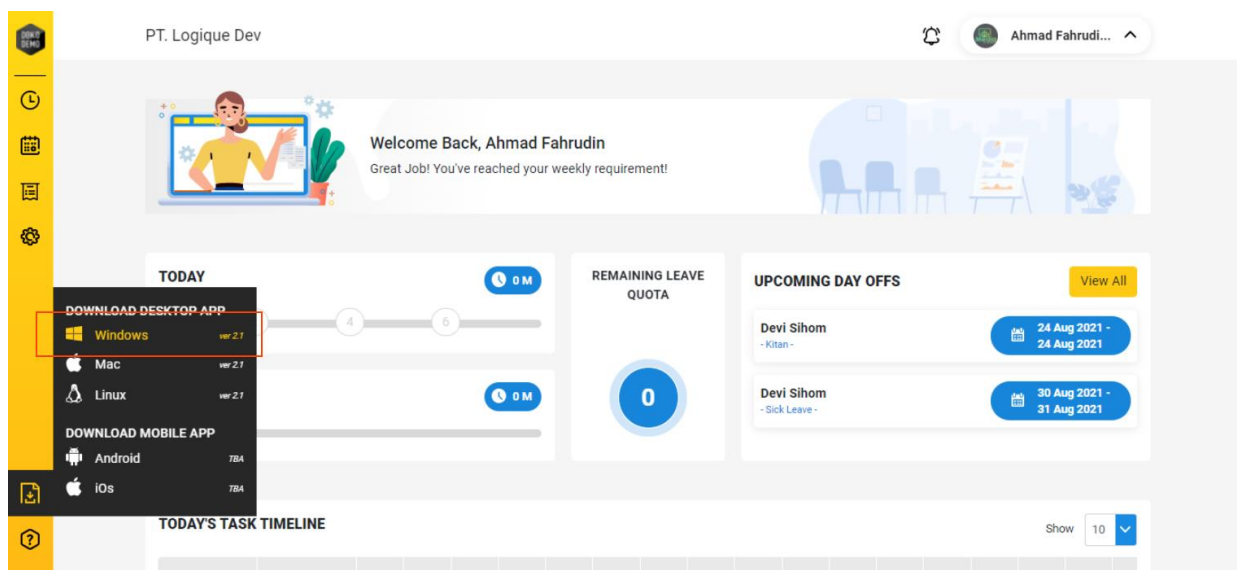 DOKO
DEMO
PT. Logique Dev
Ahmad Fahrudi...
Welcome Back, Ahmad Fahrudin
Great Job! You've reached your weekly requirement!
TODAY
0 M
4
6
0 M
REMAINING LEAVE
QUOTA
0
UPCOMING DAY OFFS
View All
Devi Sihom
- Kitan -
24 Aug 2021 -
24 Aug 2021
Devi Sihom
- Sick Leave -
30 Aug 2021 -
31 Aug 2021
DOWNLOAD DESKTOP APP
Windows ver 2.1
Mac ver 2.1
Linux ver 2.1
DOWNLOAD MOBILE APP
Android TBA
iOs TBA
TODAY'S TASK TIMELINE
Show 10